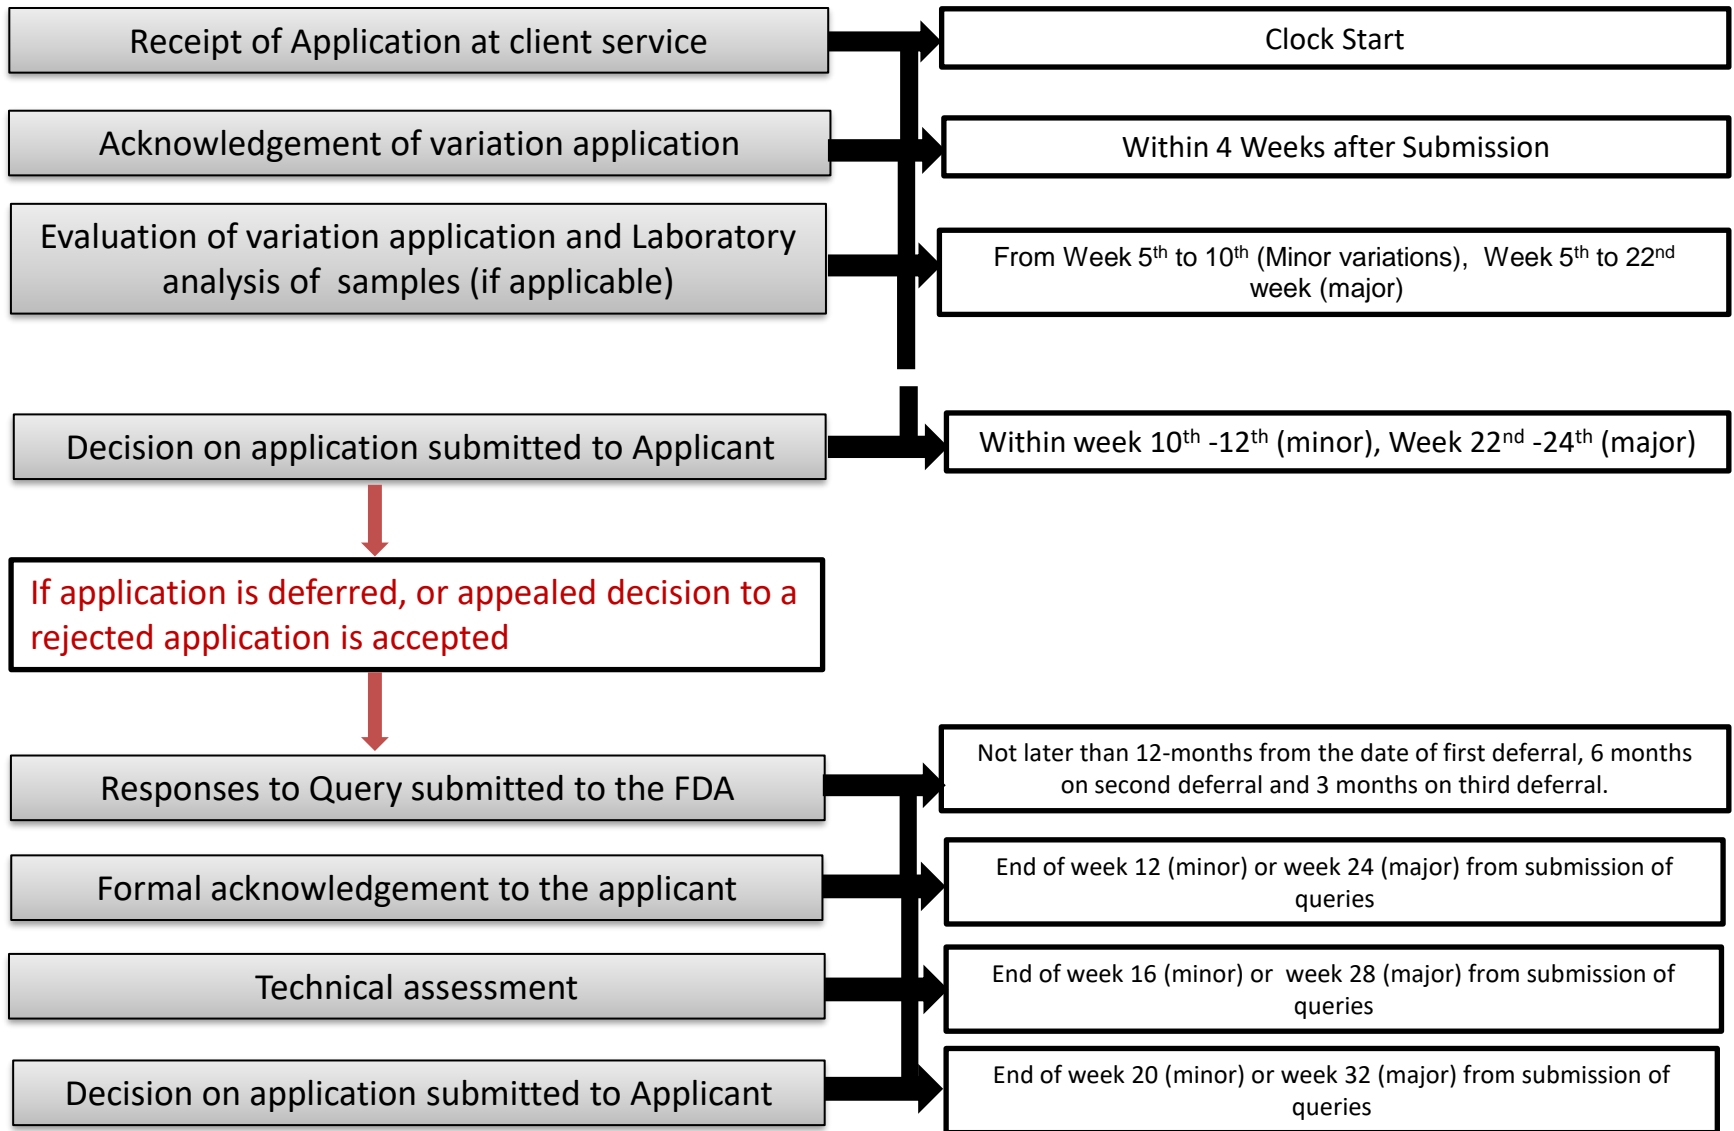 Receipt of Application at client service
Clock Start
Acknowledgement of variation application
Within 4 Weeks after Submission
Evaluation of variation application and Laboratory
analysis of  samples (if applicable)
From Week 5th to 10th (Minor variations),  Week 5th to 22nd
week (major)
Decision on application submitted to Applicant
Within week 10th -12th (minor), Week 22nd -24th (major)
If application is deferred, or appealed decision to a
rejected application is accepted
Responses to Query submitted to the FDA
Not later than 12-months from the date of first deferral, 6 months
on second deferral and 3 months on third deferral.
Formal acknowledgement to the applicant
End of week 12 (minor) or week 24 (major) from submission of
queries
Technical assessment
End of week 16 (minor) or  week 28 (major) from submission of
queries
Decision on application submitted to Applicant
End of week 20 (minor) or week 32 (major) from submission of
queries